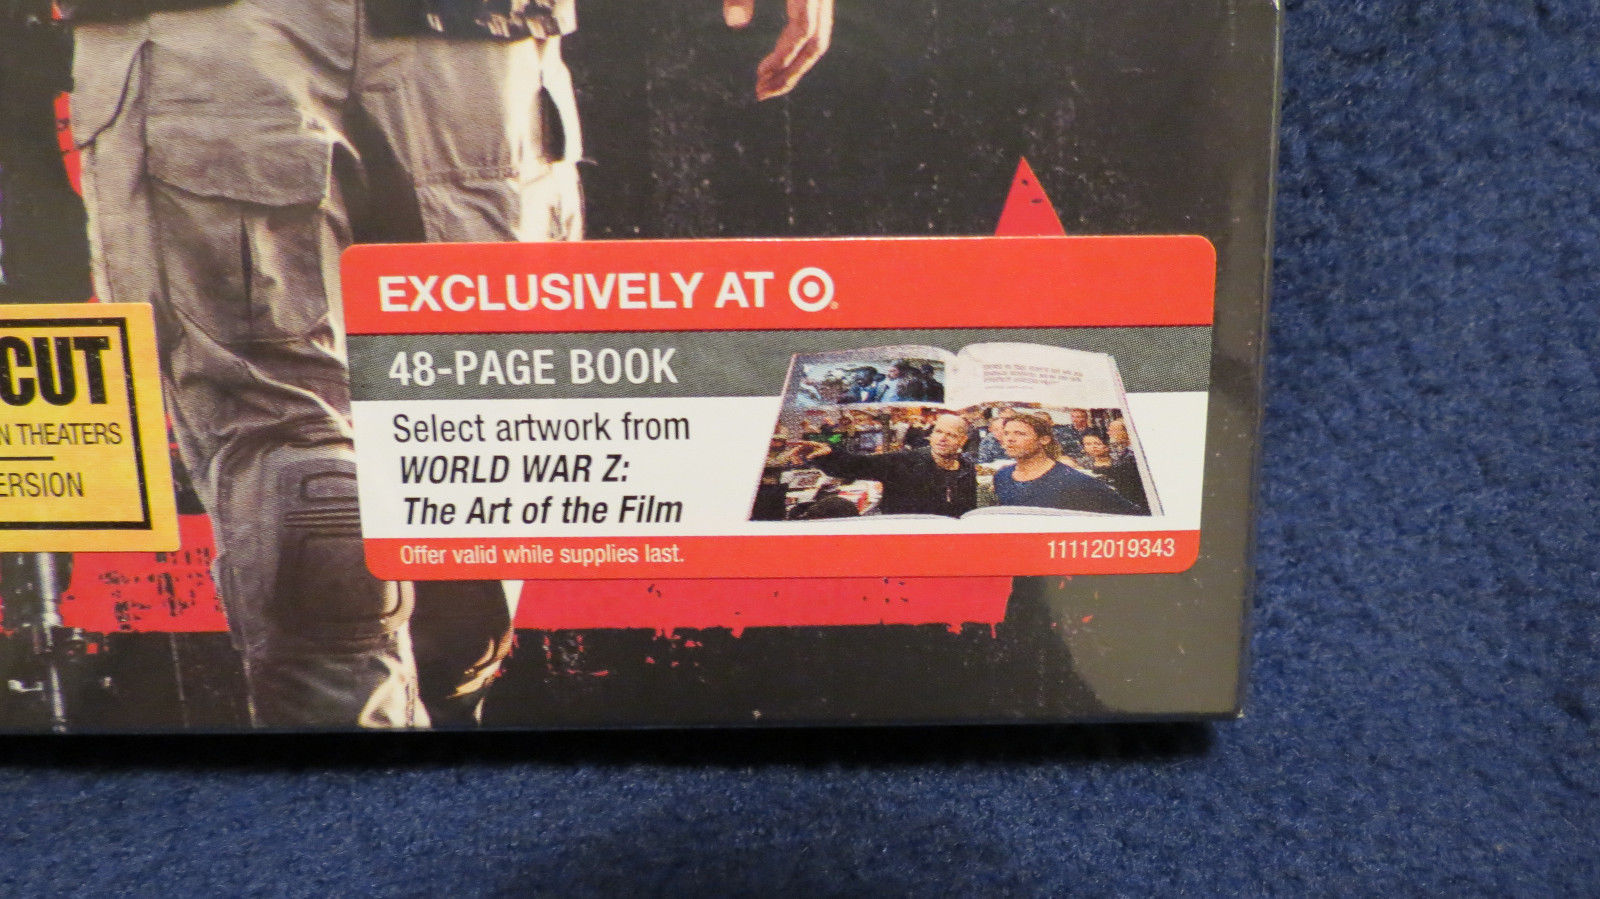 EXCLUSIVELY AT
48-PAGE BOOK
Select artwork from
WORLD WAR Z:
The Art of the Film
Offer valid while supplies last.
11112019343
CUT
N THEATERS
ERSION